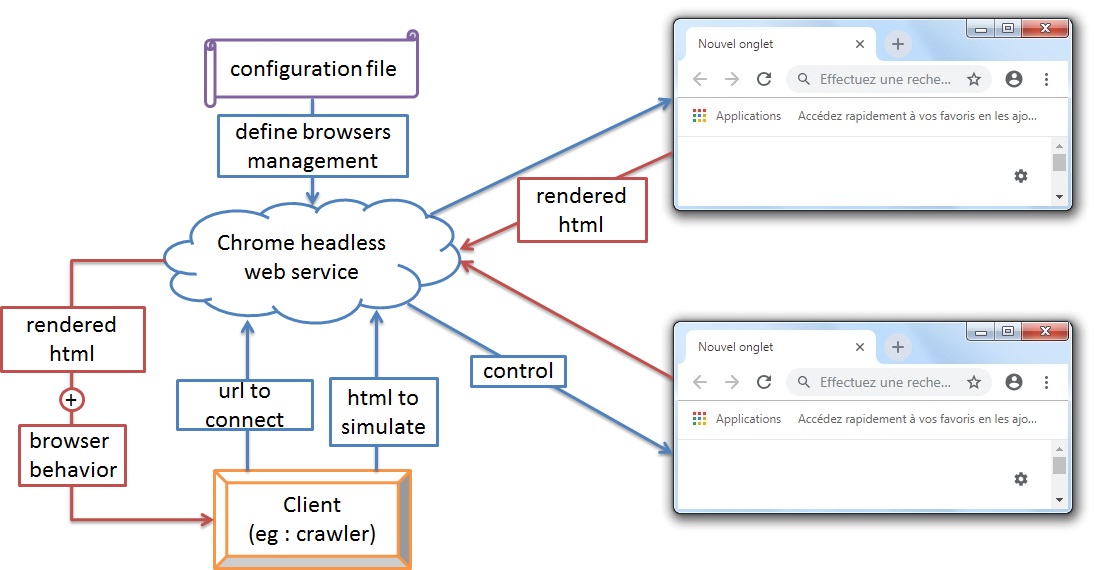 configuration file
define browsers
management
Chrome headless
web service
rendered
html
+
browser
behavior
url to
connect
html to
simulate
Client
(eg : crawler)
rendered
html
control
Nouvel onglet
Effectuez une reche...
Applications
Accédez rapidement à vos favoris en les ajo...
Nouvel onglet
Effectuez une reche...
Applications
Accédez rapidement à vos favoris en les ajo...